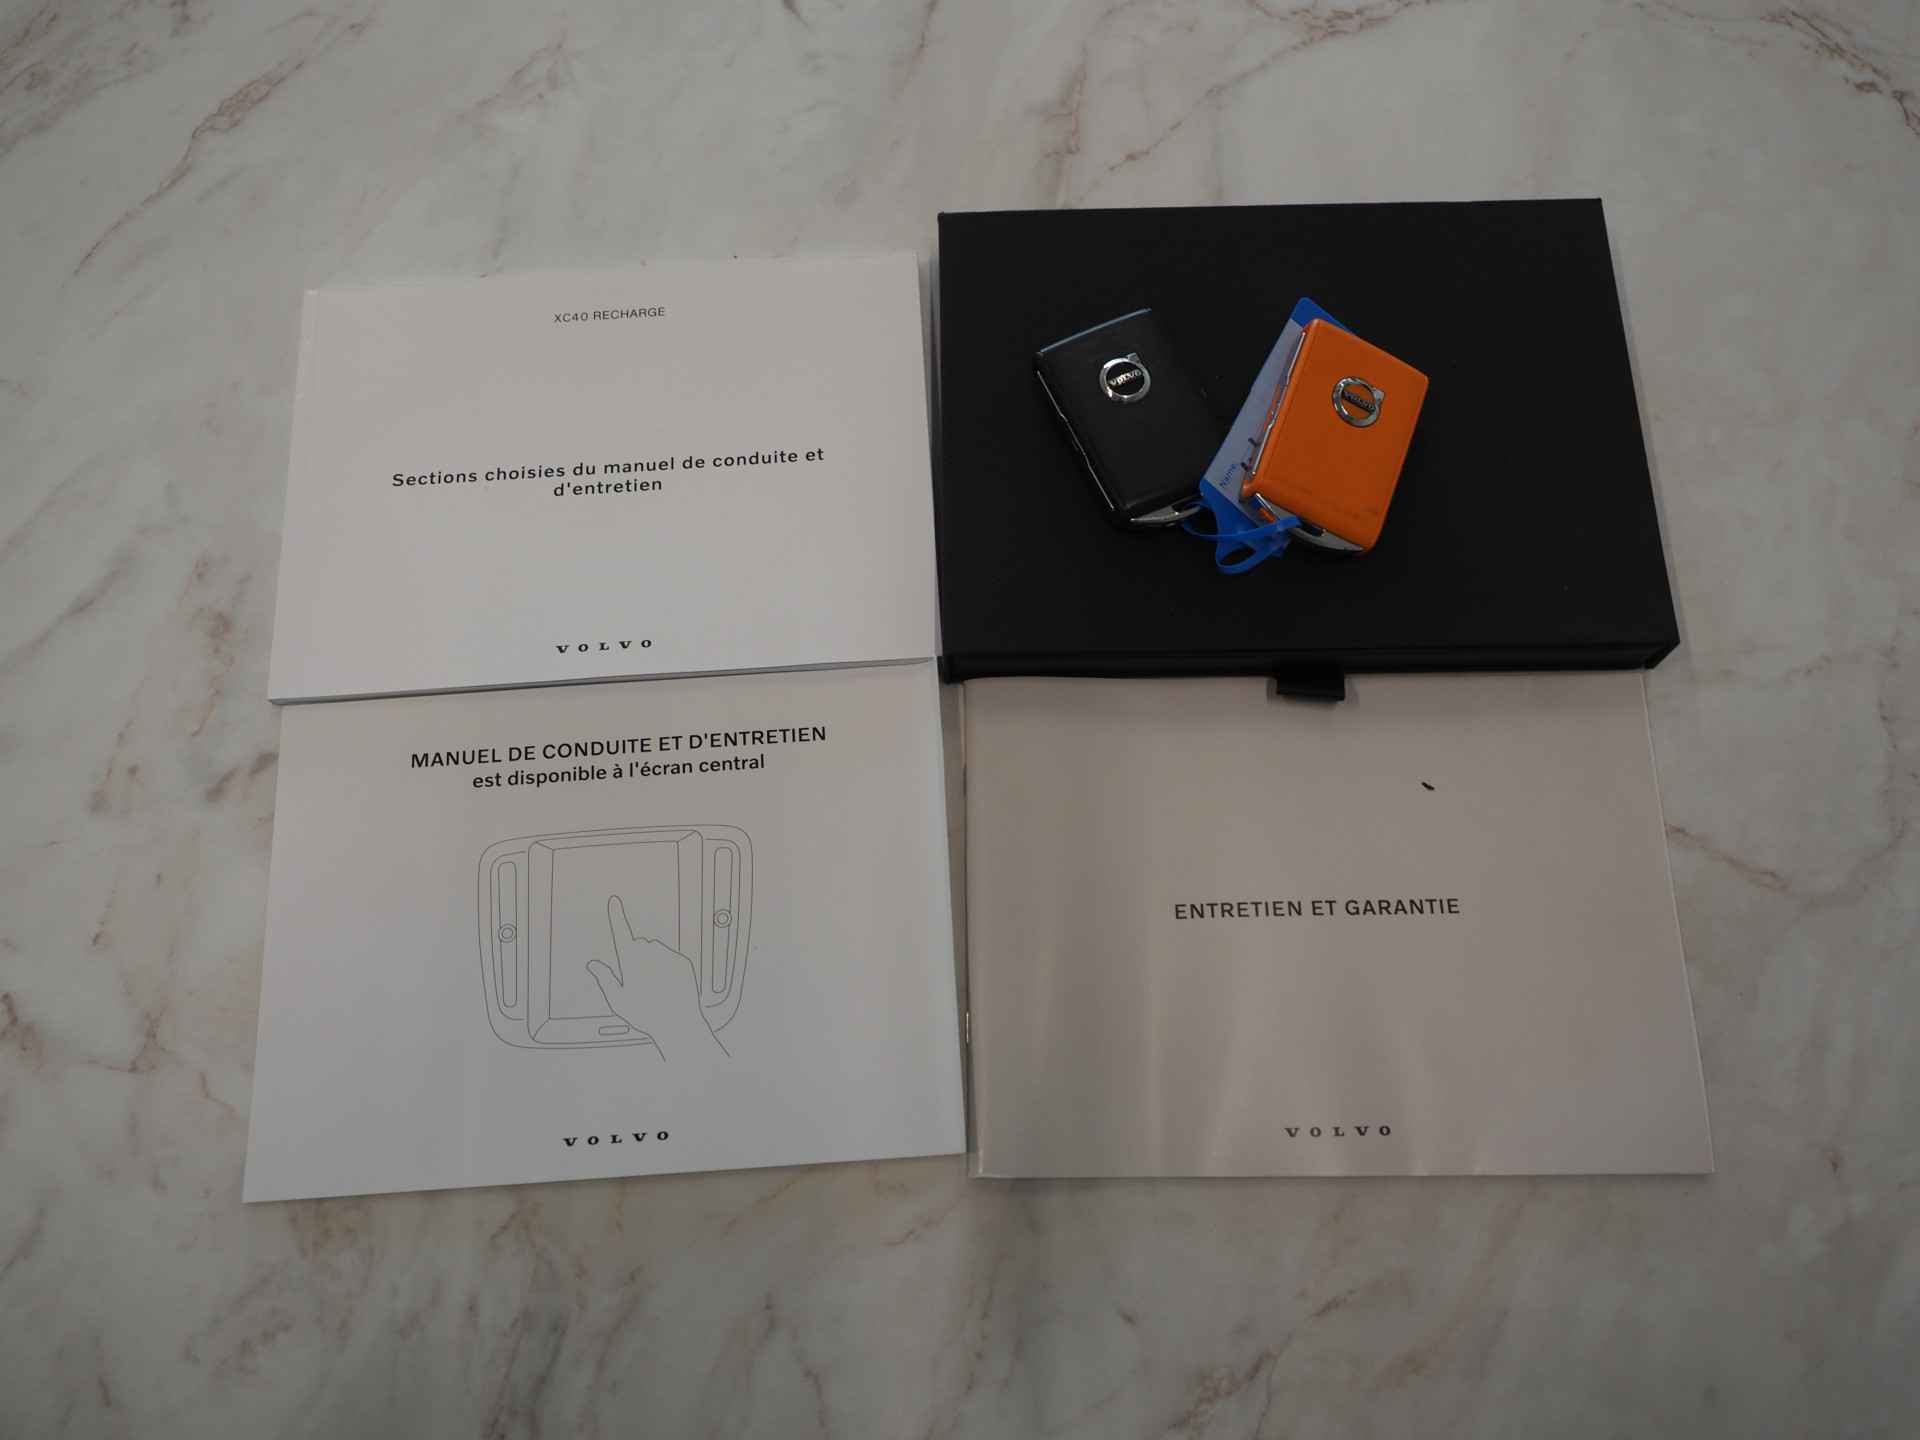 XC40 RECHARGE
Sections choisies du manuel de conduite et
d'entretien
VOLVO
VOLVO
VOLVO
Name
MANUEL DE CONDUITE ET D'ENTRETIEN
est disponible à l'écran central
VOLVO
ENTRETIEN ET GARANTIE
VOLVO